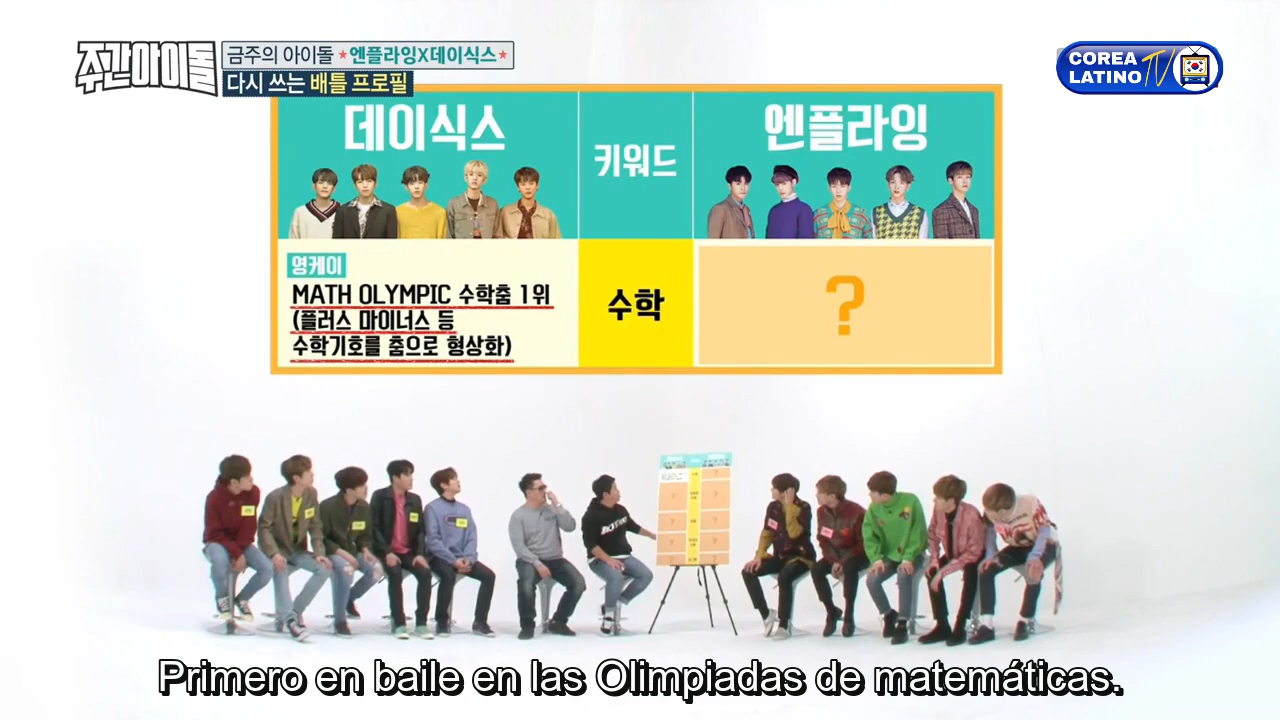 주간아이돌
금주의 아이돌 ★엔플라잉X데이식스★
다시 쓰는 배틀 프로필
COREA
LATINO TV
데이식스
키워드
엔플라잉
영케이
MATH OLYMPIC 수학춤 1위
(플러스 마이너스 등
수학기호를 춤으로 형상화)
수학
?
Primero en baile en las Olimpiadas de matemáticas.